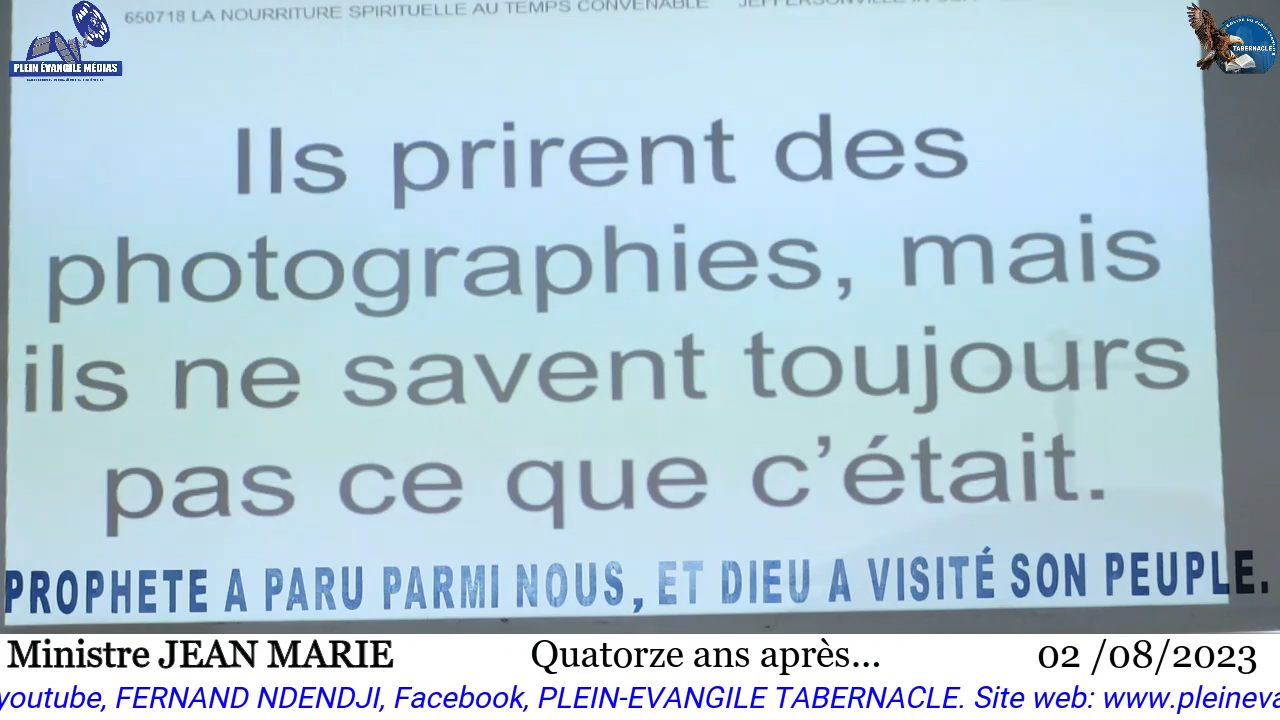 650718 LA NOURRITURE SPIRITUELLE AU TEMPS CONVENABLE
PLEIN ÉVANGILE MÉDIAS
TABERNACLE
Ils prirent des
photographies, mais
ils ne savent toujours
pas ce que c’était.
PROPHETE A PARU PARMI NOUS, ET DIEU A VISITÉ SON PEUPLE.
Ministre JEAN MARIE Quatorze ans après... 02 /08/2023
youtube, FERNAND NDENDJI, Facebook, PLEIN-EVANGILE TABERNACLE. Site web: www.pleineva